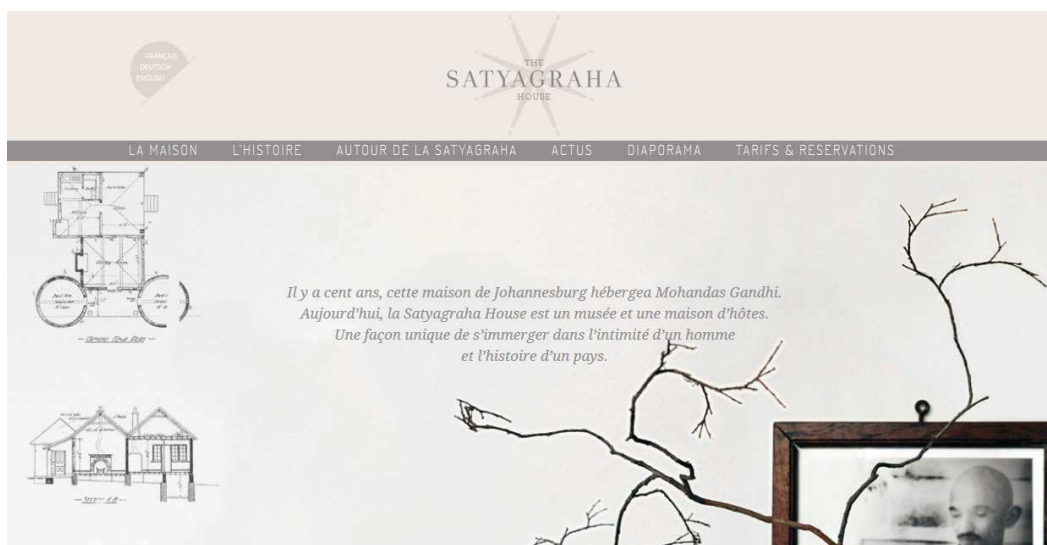 FRANÇAIS
DEUTSCH
ENGLISH
THE
SATYAGRAHA
HOUSE
LA MAISON L'HISTOIRE AUTOUR DE LA SATYAGRAHA ACTUS DIAPORAMA TARIFS & RESERVATIONS
Il y a cent ans, cette maison de Johannesburg hébergea Mohandas Gandhi.
Aujourd’hui, la Satyagraha House est un musée et une maison d’hôtes.
Une façon unique de s’immerger dans l’intimité d’un homme
et l’histoire d’un pays.